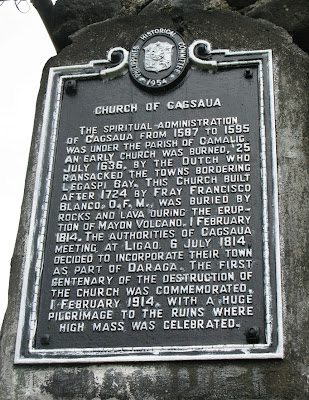 PHILIPPINES HISTORICAL COMMITTEE
1954
CHURCH OF CAGSAUA
THE SPIRITUAL ADMINISTRATION
OF CAGSAUA FROM 1587 TO 1595
WAS UNDER THE PARISH OF CAMALIG.
AN EARLY CHURCH WAS BURNED, 25
JULY 1636, BY THE DUTCH WHO
RANSACKED THE TOWNS BORDERING
LEGASPI BAY. THIS CHURCH BUILT
AFTER 1724 BY FRAY FRANCISCO
BLANCO, O.F.M., WAS BURIED BY
ROCKS AND LAVA DURING THE ERUP-
TION OF MAYON VOLCANO, 1 FEBRUARY
1814. THE AUTHORITIES OF CAGSAUA
MEETING AT LIGAO, 6 JULY 1814,
DECIDED TO INCORPORATE THEIR TOWN
AS PART OF DARAGA. THE FIRST
CENTENARY OF THE DESTRUCTION OF
THE CHURCH WAS COMMEMORATED,
1 FEBRUARY 1914, WITH A HUGE
PILGRIMAGE TO THE RUINS WHERE
HIGH MASS WAS CELEBRATED.